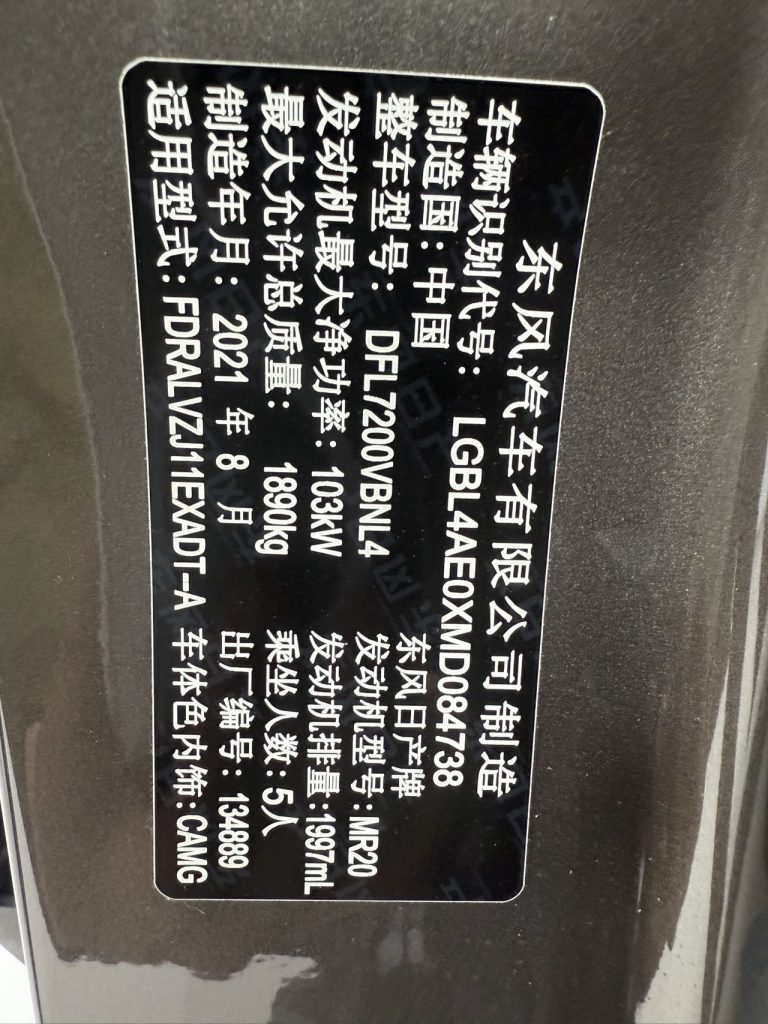 东风汽车有限公司制造
车辆识别代号: LGBL4AE0XMD084738
制造国: 中国 东风日产牌
整车型号: DFL7200VBNL4 发动机型号: MR20
发动机最大净功率: 103kW 发动机排量: 1997mL
最大允许总质量: 1890kg 乘坐人数: 5人
制造年月: 2021 年 8 月 出厂编号: 134889
适用型式: FDRALVZJ11EXADT-A 车体色内饰: CAMG